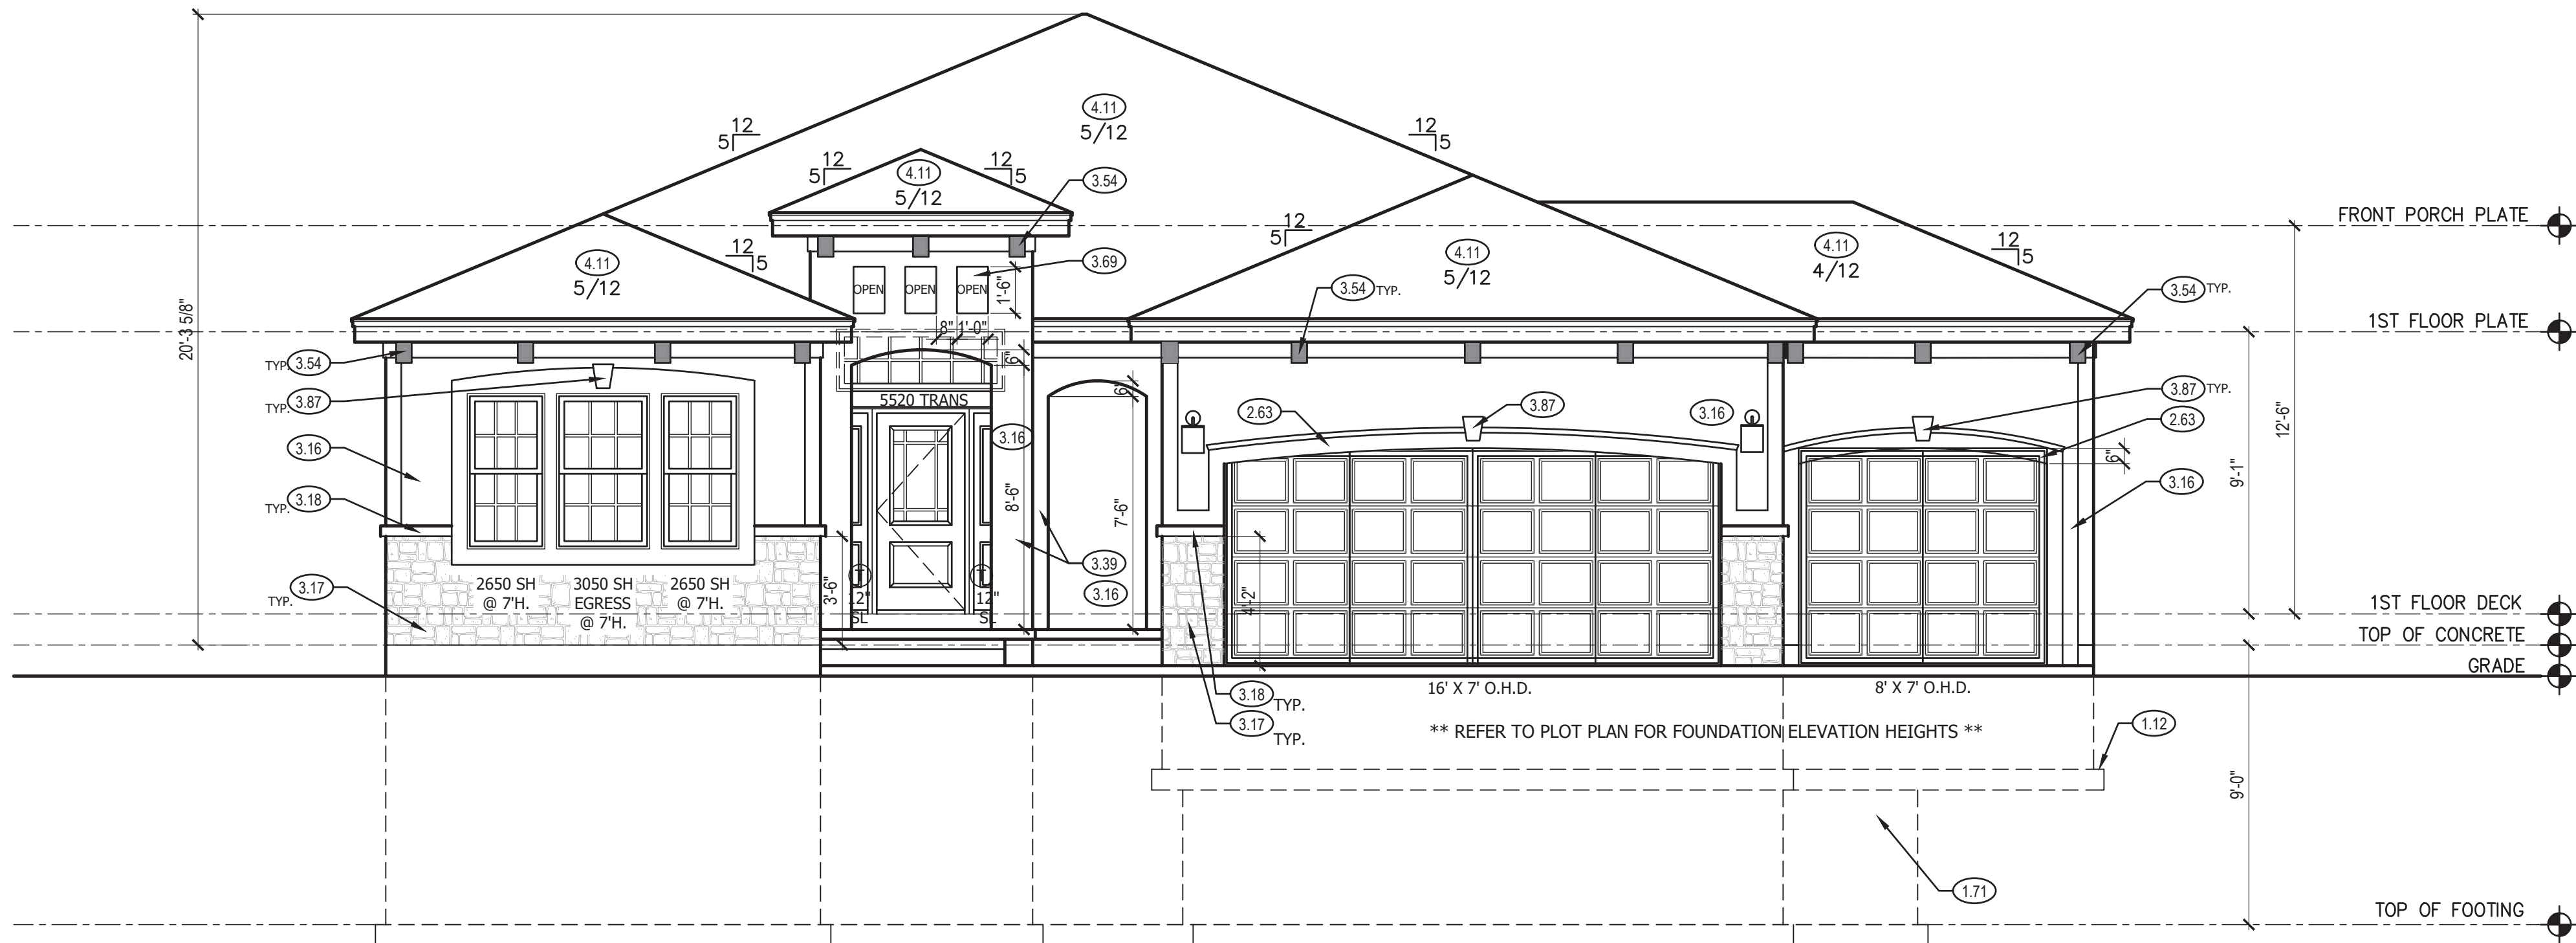 4.11
5/12
12
5
12
5
12
5
12
5
4.11
5/12
3.54
FRONT PORCH PLATE
12
5
12
5
12
5
4.11
5/12
4.11
5/12
4.11
4/12
3.69
OPEN
OPEN
OPEN
1'-6"
3.54 TYP.
3.54 TYP.
20'-3 5/8"
1ST FLOOR PLATE
8"
1'-0"
6"
TYP. 3.54
TYP. 3.87
3.16
TYP. 3.18
TYP. 3.17
5520 TRANS
6"
3.16
2.63
3.87
3.16
3.87 TYP.
2.63
6"
3.16
12'-6"
9'-1"
8'-6"
7'-6"
3.39
3.16
2650 SH
@ 7'H.
3050 SH
EGRESS
@ 7'H.
2650 SH
@ 7'H.
3'-6"
T
12"
SL
T
12"
SL
4'-2"
1ST FLOOR DECK
TOP OF CONCRETE
GRADE
3.18 TYP.
3.17 TYP.
16' X 7' O.H.D.
8' X 7' O.H.D.
** REFER TO PLOT PLAN FOR FOUNDATION ELEVATION HEIGHTS **
1.12
9'-0"
1.71
TOP OF FOOTING